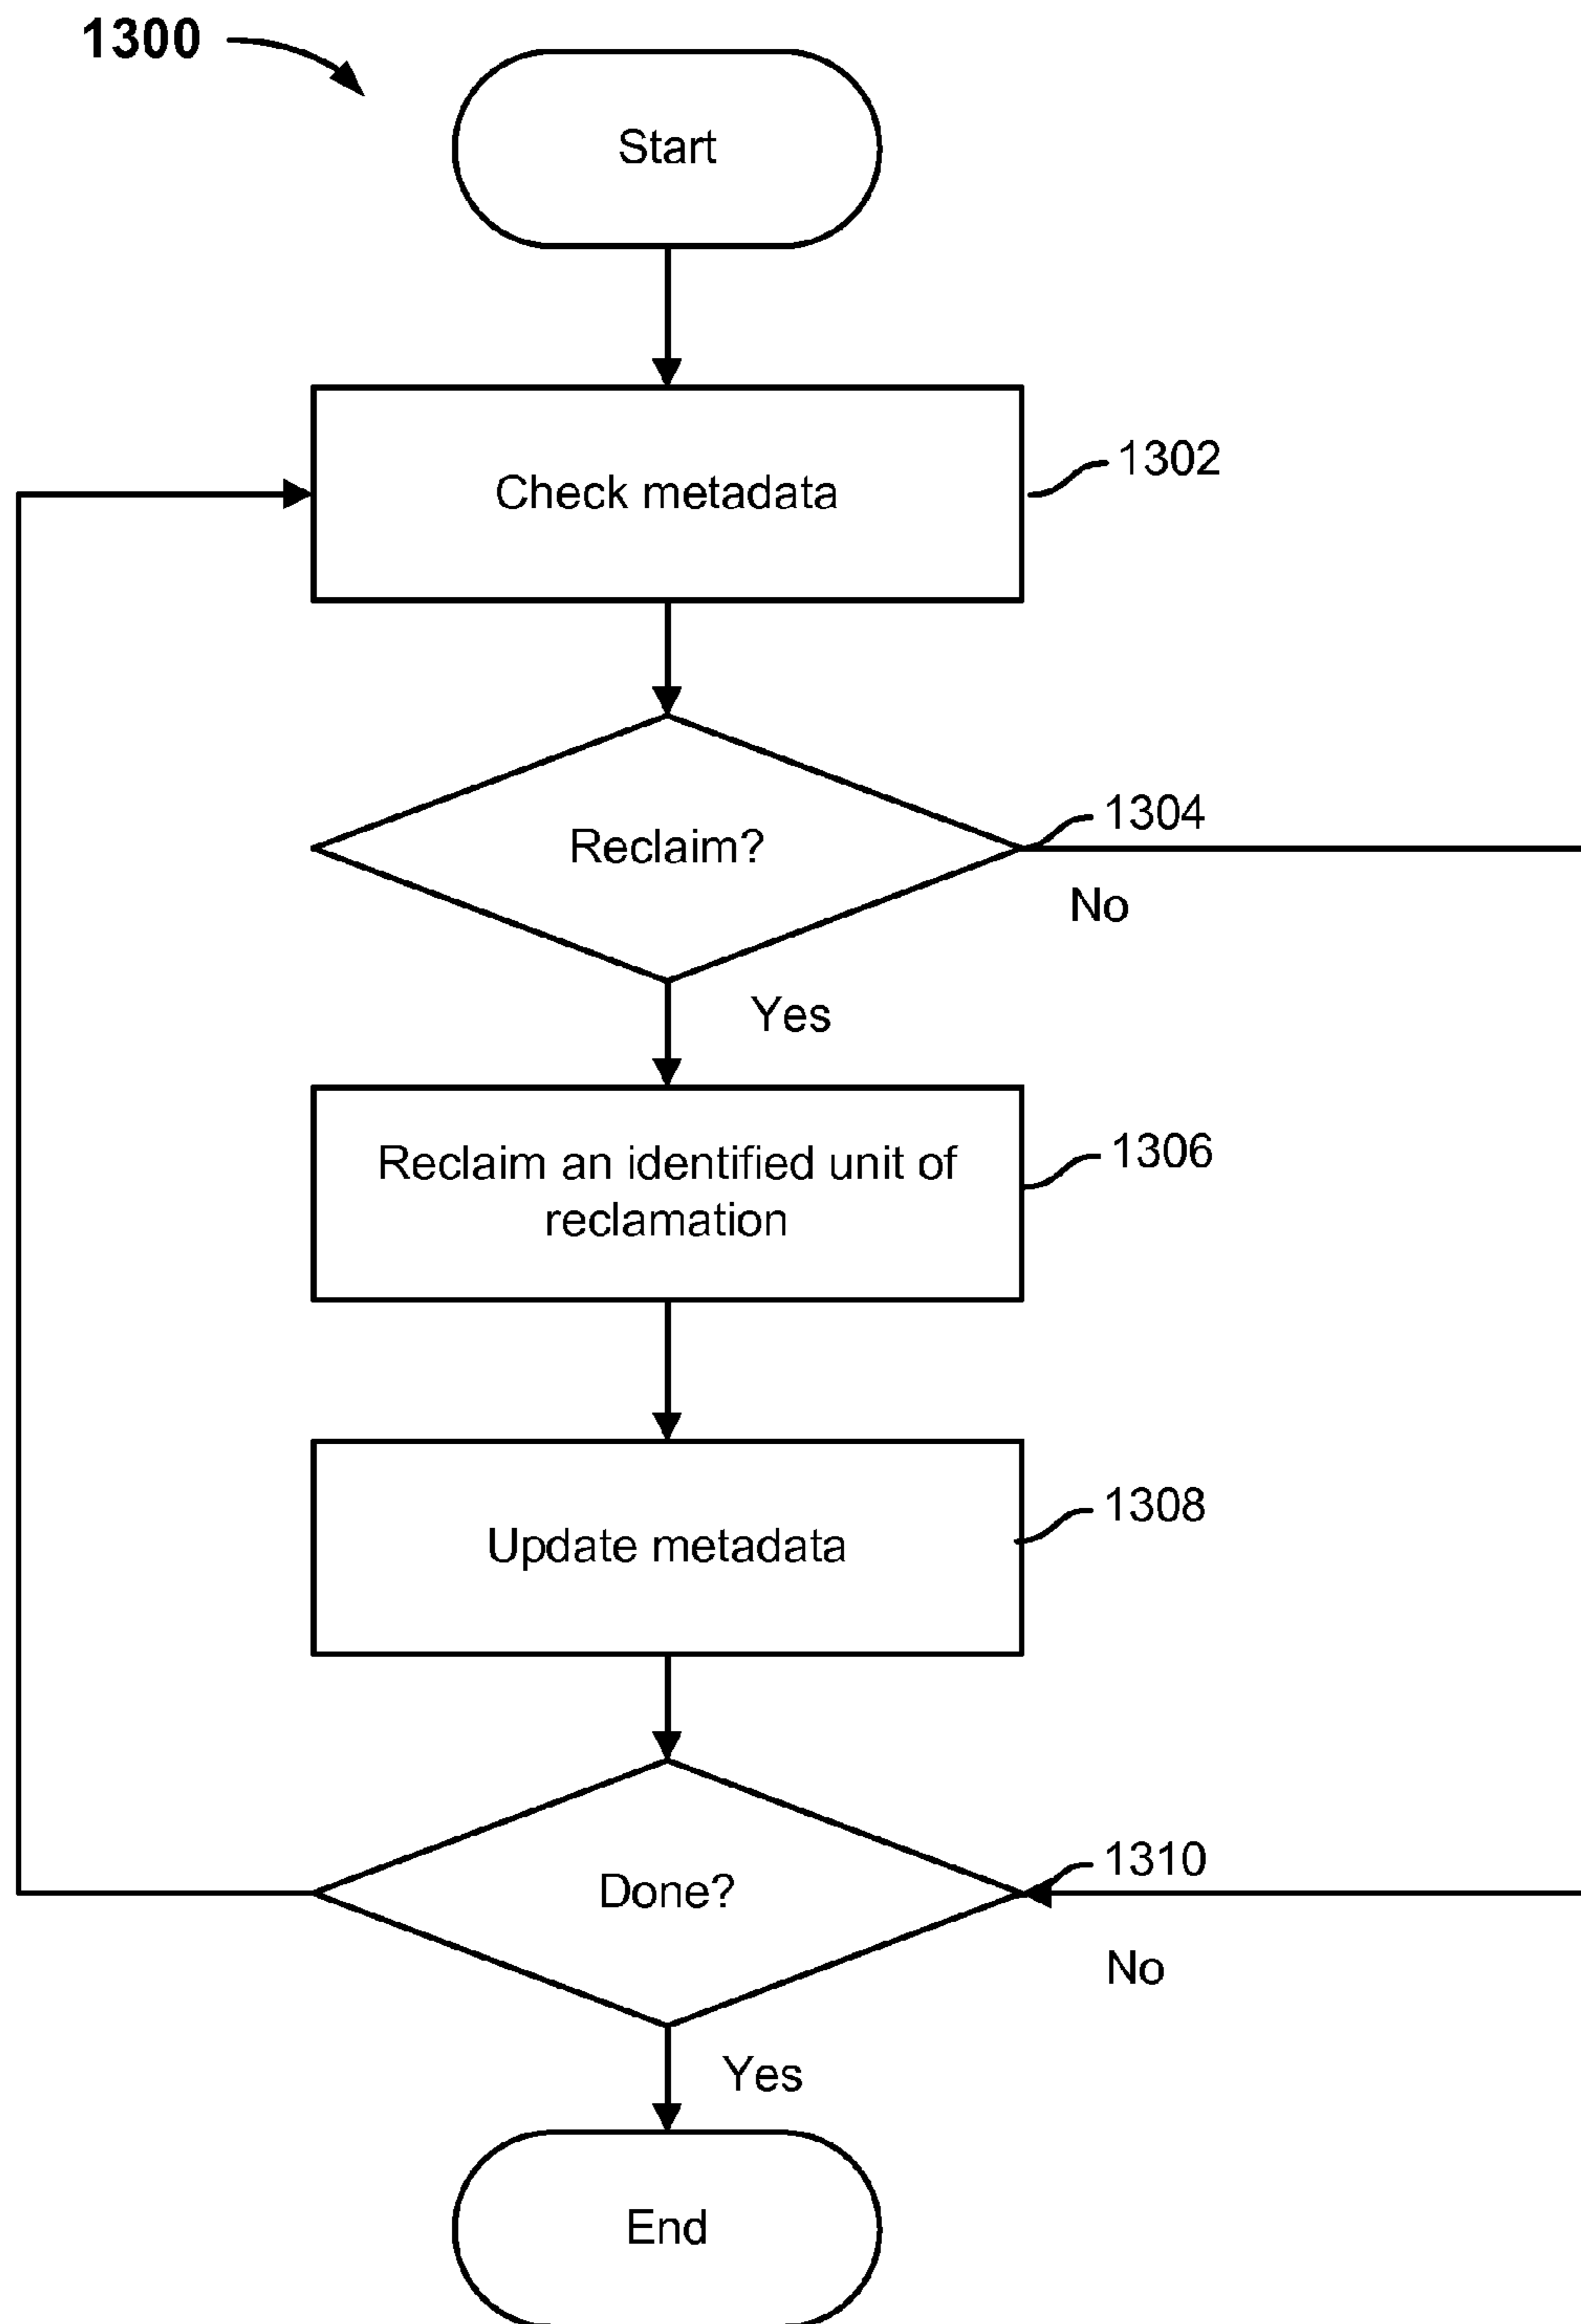 1300
Start
Check metadata
1302
Reclaim?
1304
No
Yes
Reclaim an identified unit of
reclamation
1306
Update metadata
1308
Done?
1310
No
Yes
End